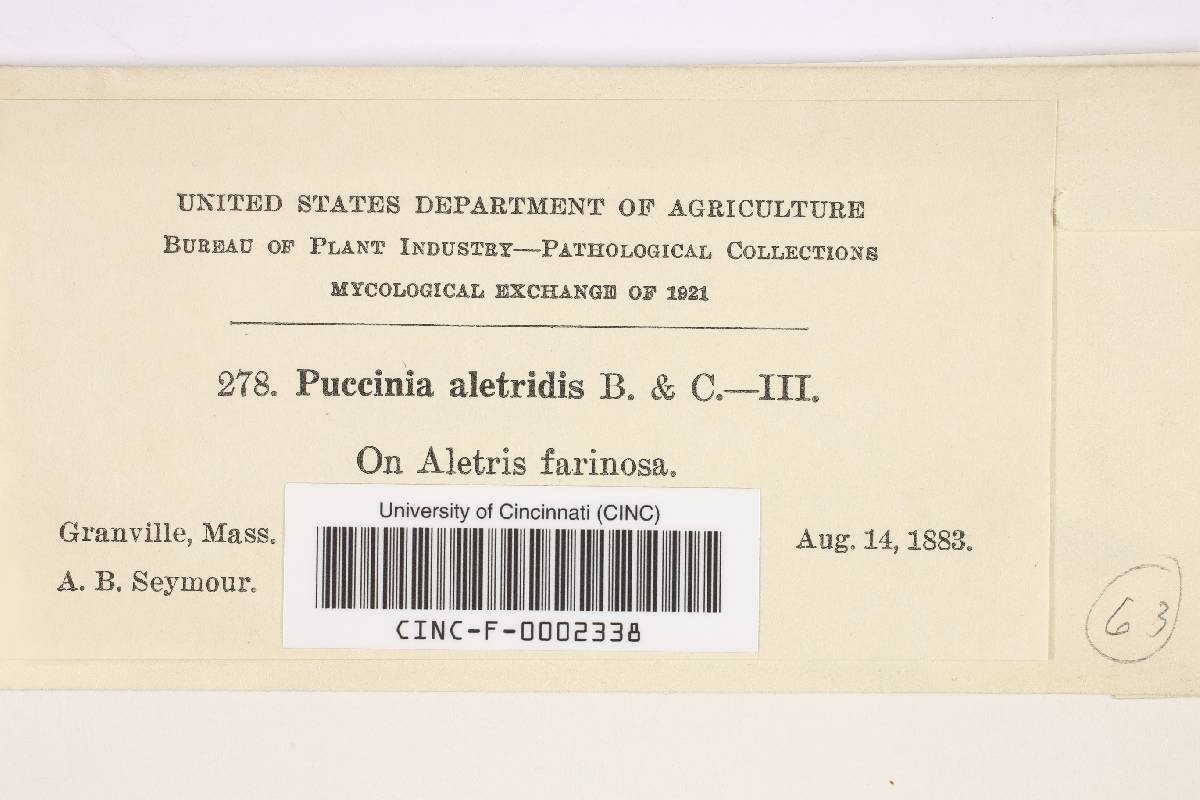 UNITED STATES DEPARTMENT OF AGRICULTURE
BUREAU OF PLANT INDUSTRY—PATHOLOGICAL COLLECTIONS
MYCOLOGICAL EXCHANGE OF 1921
278. Puccinia aletridis B. & C.—III.
On Aletris farinosa.
Granville, Mass.
Aug. 14, 1883.
A. B. Seymour.
University of Cincinnati (CINC)
CINC-F-0002338
63